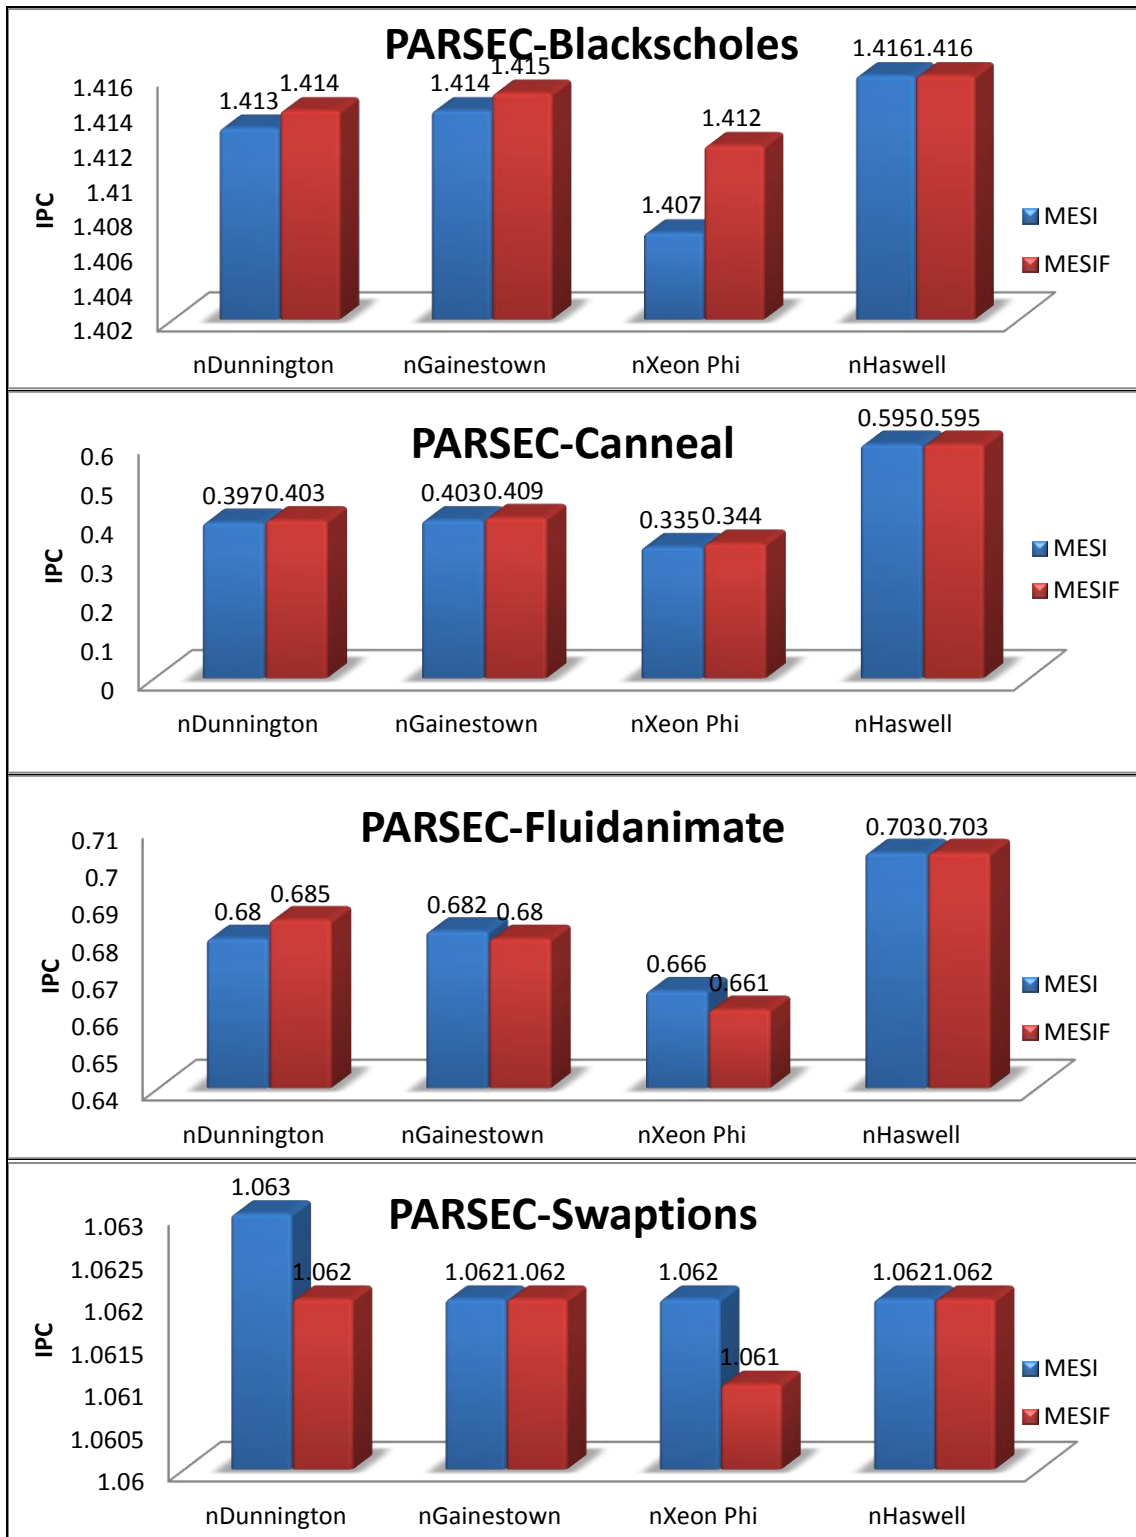 PARSEC-Blackscholes
1.416
1.414
1.412
1.41
1.408
1.406
1.404
1.402
IPC
1.413 1.414 1.414 1.415 1.407 1.412 1.416 1.416
MESI
MESIF
nDunnington nGainestown nXeon Phi nHaswell
PARSEC-Canneal
0.6
0.5
0.4
0.3
0.2
0.1
0
IPC
0.397 0.403 0.403 0.409 0.335 0.344 0.595 0.595
MESI
MESIF
nDunnington nGainestown nXeon Phi nHaswell
PARSEC-Fluidanimate
0.71
0.7
0.69
0.68
0.67
0.66
0.65
0.64
IPC
0.68 0.685 0.682 0.68 0.666 0.661 0.703 0.703
MESI
MESIF
nDunnington nGainestown nXeon Phi nHaswell
PARSEC-Swaptions
1.063
1.0625
1.062
1.0615
1.061
1.0605
1.06
IPC
1.063 1.062 1.062 1.062 1.062 1.061 1.062 1.062
MESI
MESIF
nDunnington nGainestown nXeon Phi nHaswell